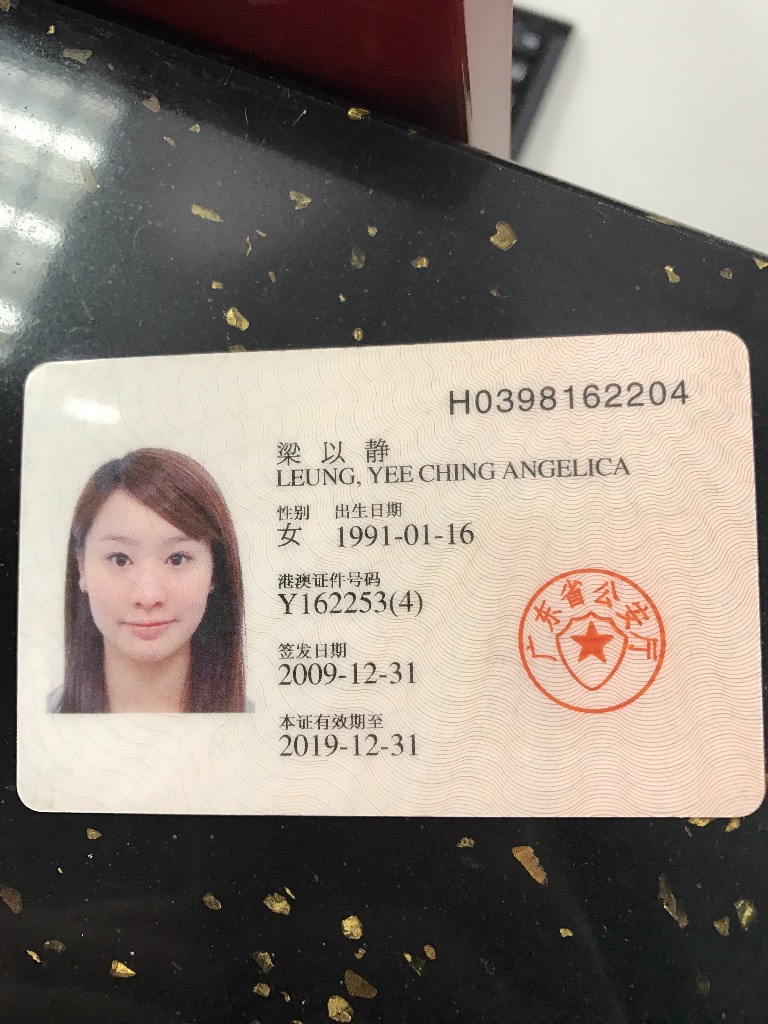 H0398162204
梁以静
LEUNG, YEE CHING ANGELICA
性别 出生日期
女 1991-01-16
港澳证件号码
Y162253(4)
签发日期
2009-12-31
本证有效期至
2019-12-31
广东省公安厅